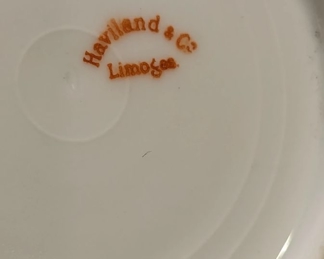 Haviland & Co
Limoges.